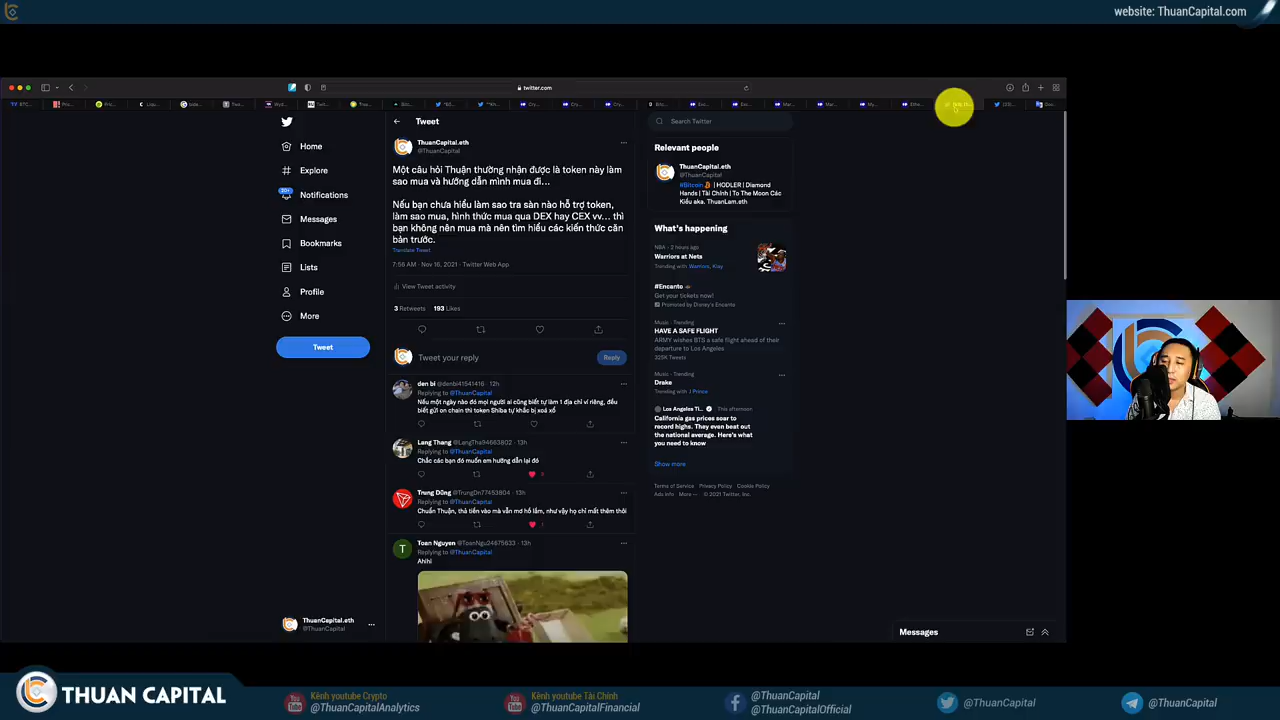 website: ThuanCapital.com
twitter.com
Home
Explore
20+
Notifications
Messages
Bookmarks
Lists
Profile
More
Tweet
ThuanCapital.eth
@ThuanCapital
Tweet
ThuanCapital.eth
@ThuanCapital
Một câu hỏi Thuận thường nhận được là token này làm
sao mua và hướng dẫn mình mua đi...
Nếu bạn chưa hiểu làm sao tra sàn nào hỗ trợ token,
làm sao mua, hình thức mua qua DEX hay CEX vv... thì
bạn không nên mua mà nên tìm hiểu các kiến thức căn
bản trước.
Translate Tweet
7:56 AM · Nov 16, 2021 · Twitter Web App
View Tweet activity
3 Retweets 193 Likes
Tweet your reply
Reply
den bi @denbi41541416 · 12h
Replying to @ThuanCapital
Nếu một ngày nào đó mọi người ai cũng biết tự làm 1 địa chỉ ví riêng, đều
biết gửi on chain thì token Shiba tự khắc bị xoá xổ
Lang Thang @LangTha94663802 · 13h
Replying to @ThuanCapital
Chắc các bạn đó muốn em hướng dẫn lại đó
Trung Dũng @TrungDn77453804 · 13h
Replying to @ThuanCapital
Chuẩn Thuận, thả tiền vào mà vẫn mơ hồ lắm, như vậy họ chỉ mất thêm thôi
T
Toan Nguyen @ToanNgu24875633 · 13h
Replying to @ThuanCapital
Ahihi
Search Twitter
Relevant people
ThuanCapital.eth
@ThuanCapital
#Bitcoin | HODLER | Diamond
Hands | Tài Chính | To The Moon Các
Kiểu aka. ThuanLam.eth
What's happening
NBA · 2 hours ago
Warriors at Nets
Trending with Warriors, Klay
#Encanto
Get your tickets now!
Promoted by Disney's Encanto
Music · Trending
HAVE A SAFE FLIGHT
ARMY wishes BTS a safe flight ahead of their
departure to Los Angeles
325K Tweets
Music · Trending
Drake
Trending with J Prince
Los Angeles Ti... This afternoon
California gas prices soar to
record highs. They even beat out
the national average. Here's what
you need to know
Show more
Terms of Service Privacy Policy Cookie Policy
Ads info More © 2021 Twitter, Inc.
Messages
THUAN CAPITAL
Kênh youtube Crypto
@ThuanCapitalAnalytics
Kênh youtube Tài Chính
@ThuanCapitalFinancial
@ThuanCapital
@ThuanCapitalOfficial
@ThuanCapital
@ThuanCapital